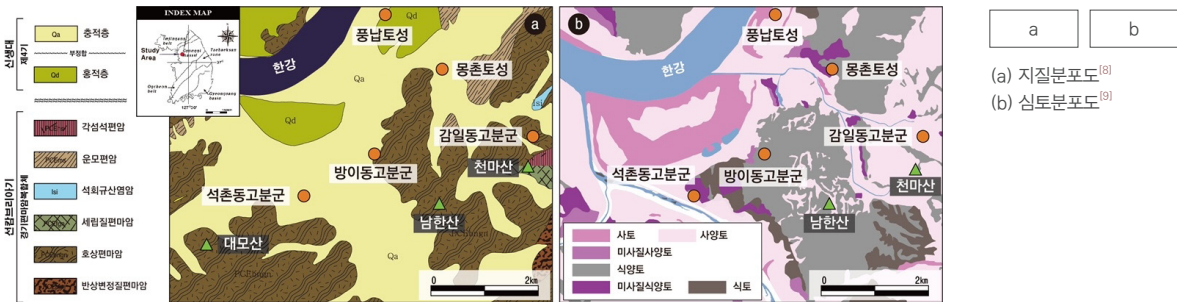 신생대
제4기
Qa 충적층
부정합
Qd 홍적층
선캄브리아기
경기편마암복합체
각섬석편암
운모편암
lsi 석회규산염암
세립질편마암
호상편마암
반상변정질편마암
INDEX MAP
Study
Area
a
풍납토성
Qd
한강
Qa
몽촌토성
Qd
lsi
감일동고분군
방이동고분군
천마산
석촌동고분군
남한산
대모산
Qa
0 2km
b
풍납토성
한강
몽촌토성
감일동고분군
석촌동고분군
방이동고분군
천마산
남한산
사토 사양토
미사질사양토
식양토
미사질식양토 식토
0 2km
a b
(a) 지질분포도[8]
(b) 심토분포도[9]